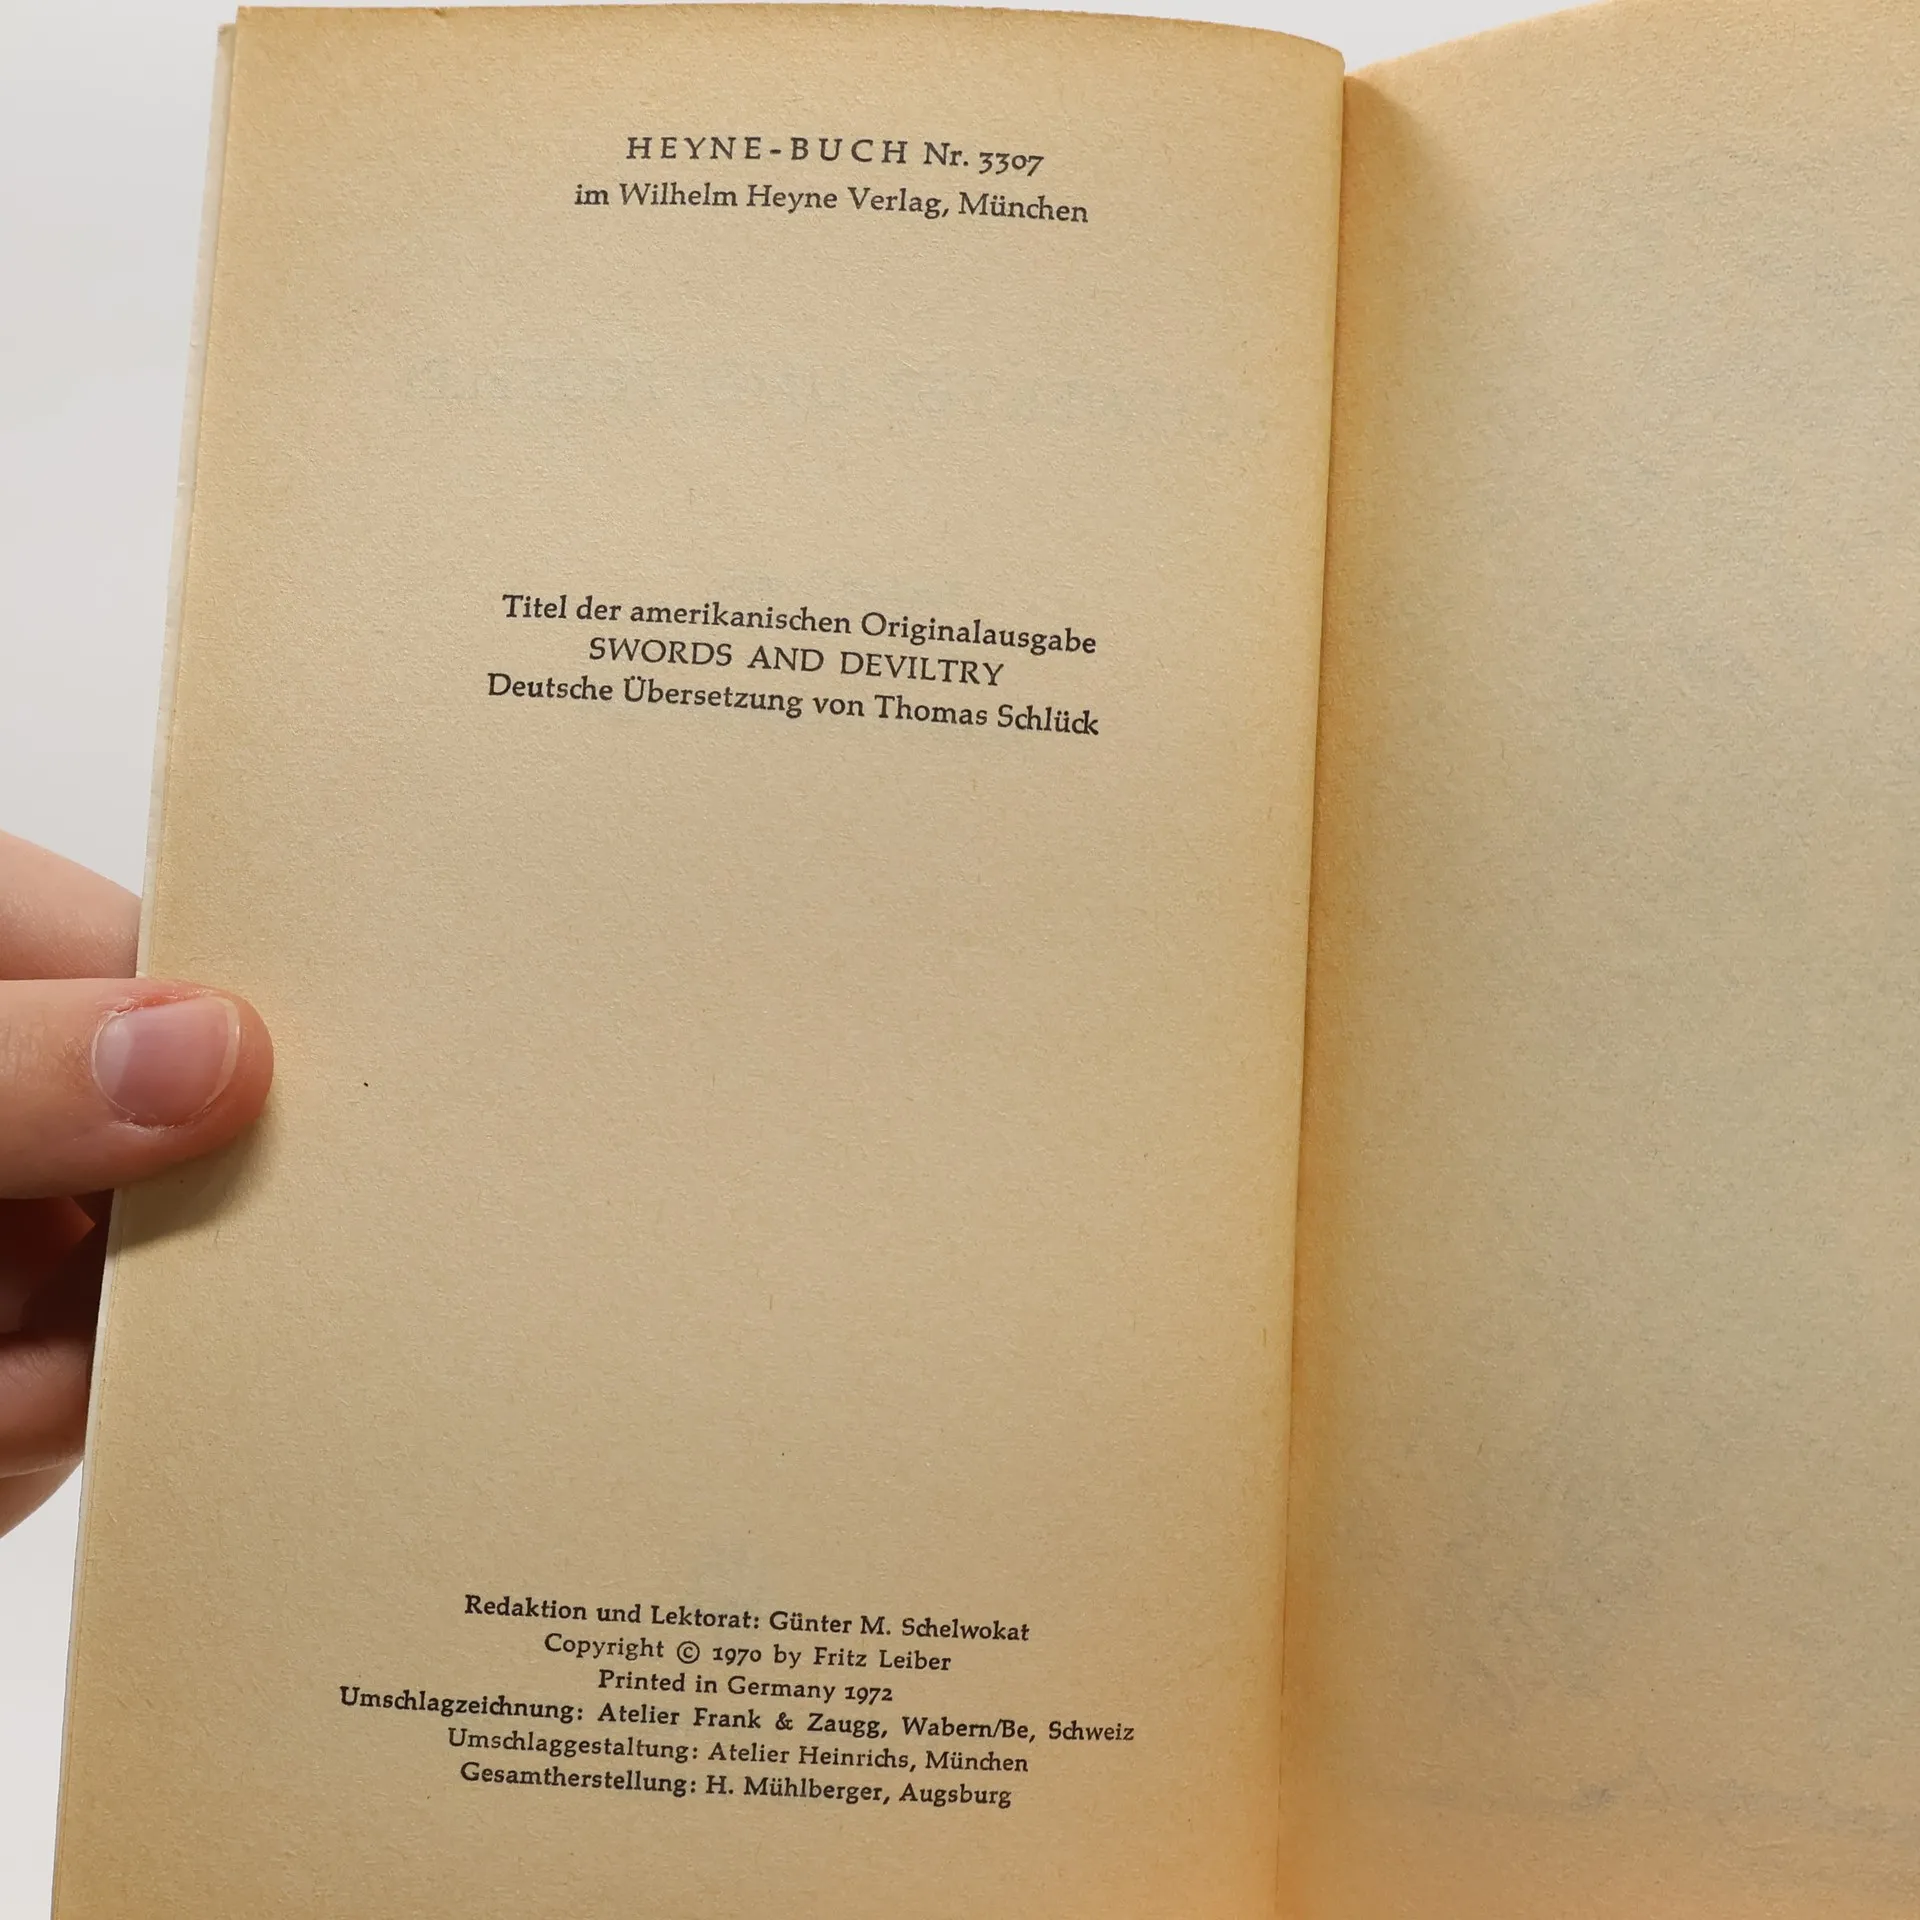 HEYNE-BUCH Nr. 3307
im Wilhelm Heyne Verlag, München
Titel der amerikanischen Originalausgabe
SWORDS AND DEVILTRY
Deutsche Übersetzung von Thomas Schlück
Redaktion und Lektorat: Günter M. Schelwokat
Copyright © 1970 by Fritz Leiber
Printed in Germany 1972
Umschlagzeichnung: Atelier Frank & Zaugg, Wabern/Be, Schweiz
Umschlaggestaltung: Atelier Heinrichs, München
Gesamtherstellung: H. Mühlberger, Augsburg